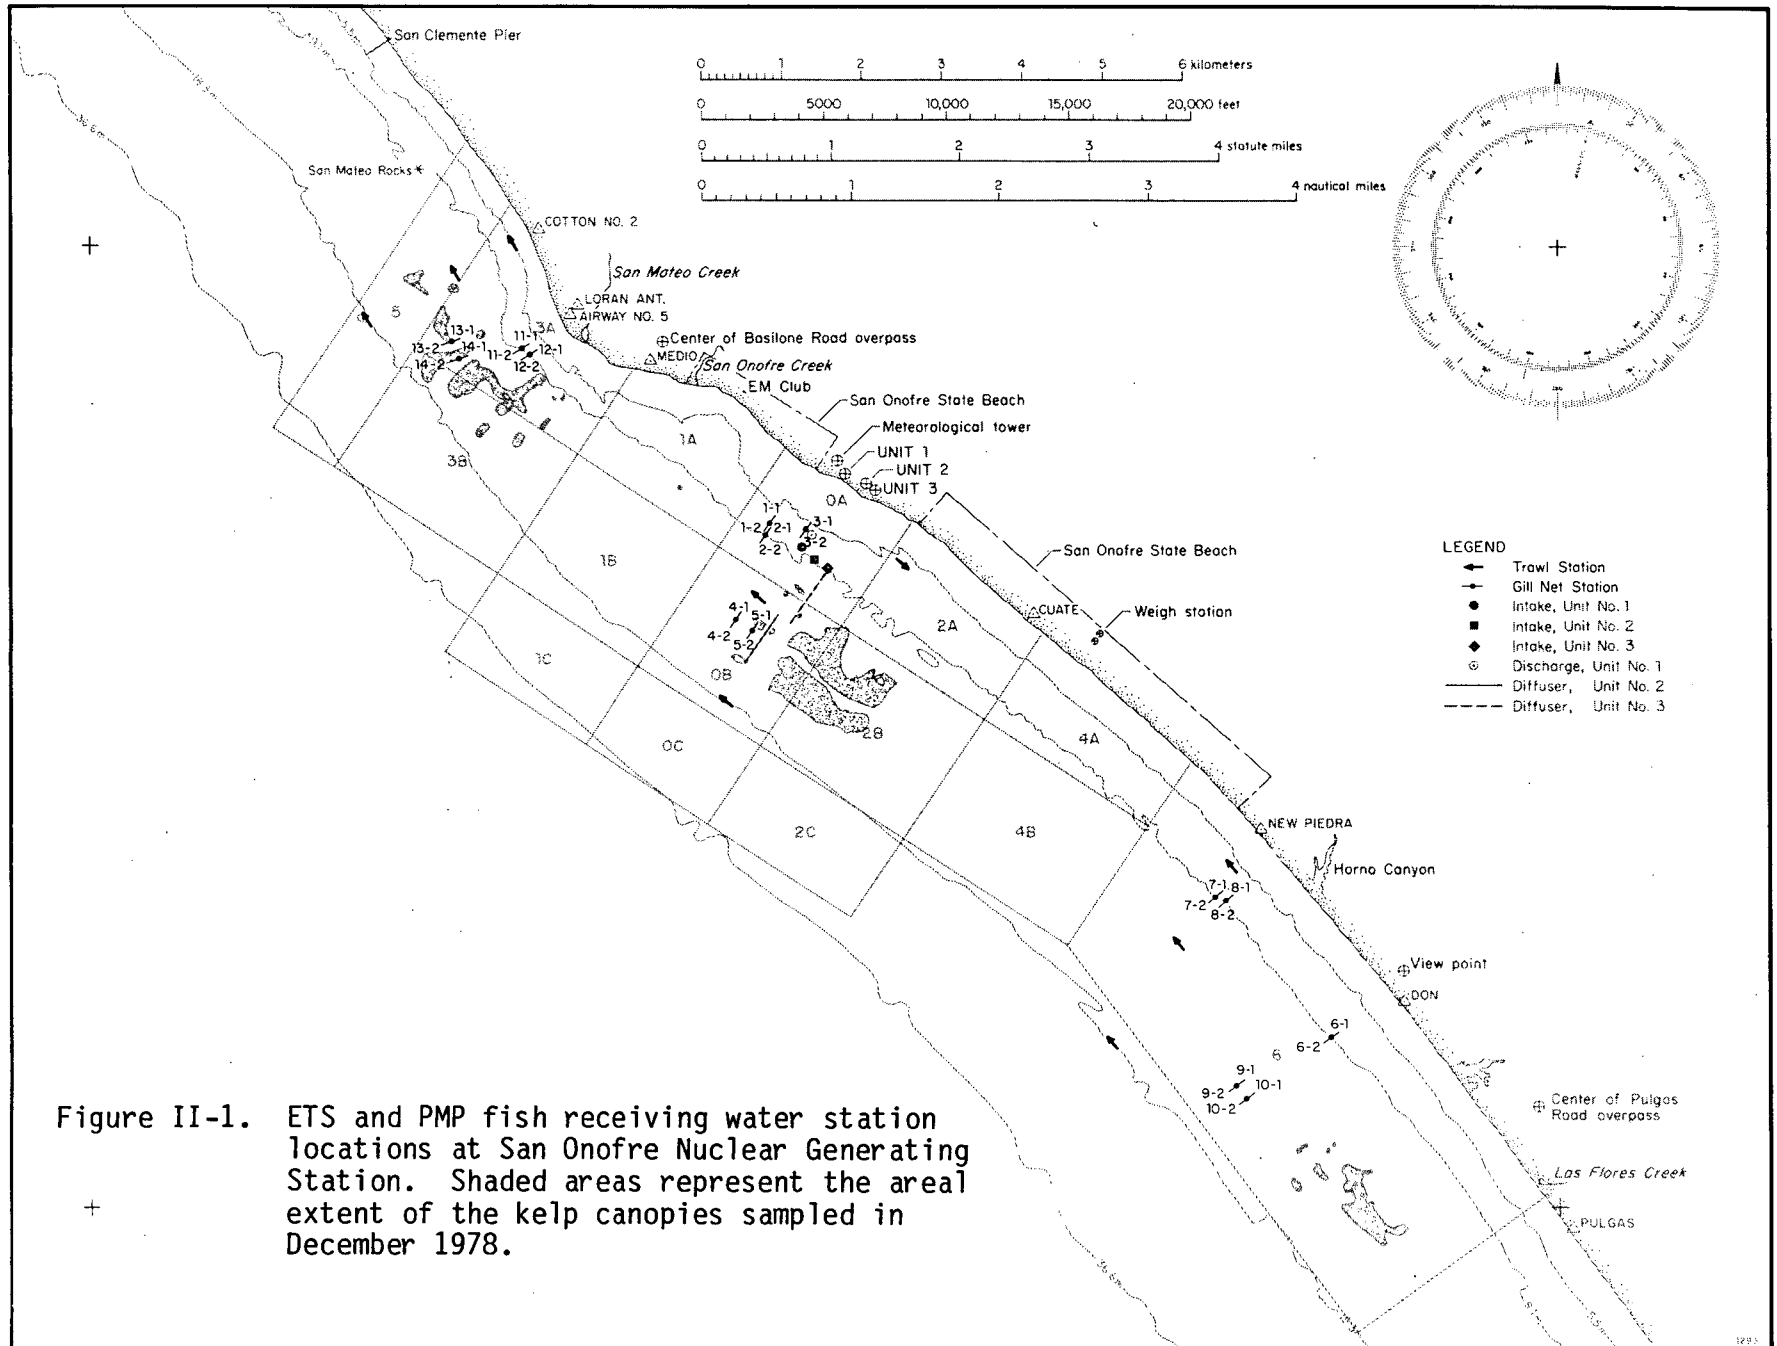 San Clemente Pier
0 1 2 3 4 5 6 kilometers
0 5000 10,000 15,000 20,000 feet
0 1 2 3 4 statute miles
0 1 2 3 4 nautical miles
36.6m
18.3m
San Mateo Rocks
COTTON NO. 2
San Mateo Creek
LORAN ANT.
AIRWAY NO. 5
Center of Basilone Road overpass
MEDIO
San Onofre Creek
EM Club
San Onofre State Beach
Meteorological tower
UNIT 1
UNIT 2
UNIT 3
5
3A
13-1
13-2
14-1
14-2
11-1
11-2
12-1
12-2
3B
1A
0A
1-1
1-2
2-1
2-2
3-1
3-2
San Onofre State Beach
1B
4-1
4-2
5-1
5-2
2A
CUATE
Weigh station
1C
0B
0C
2B
4A
2C
4B
NEW PIEDRA
Horno Canyon
7-1
7-2
8-1
8-2
View point
DON
6-1
6-2
6
9-1
9-2
10-1
10-2
Center of Pulgas
Road overpass
Las Flores Creek
PULGAS
36.6m
LEGEND
Trawl Station
Gill Net Station
Intake, Unit No. 1
Intake, Unit No. 2
Intake, Unit No. 3
Discharge, Unit No. 1
Diffuser, Unit No. 2
Diffuser, Unit No. 3
Figure II-1. ETS and PMP fish receiving water station
locations at San Onofre Nuclear Generating
Station. Shaded areas represent the areal
extent of the kelp canopies sampled in
December 1978.